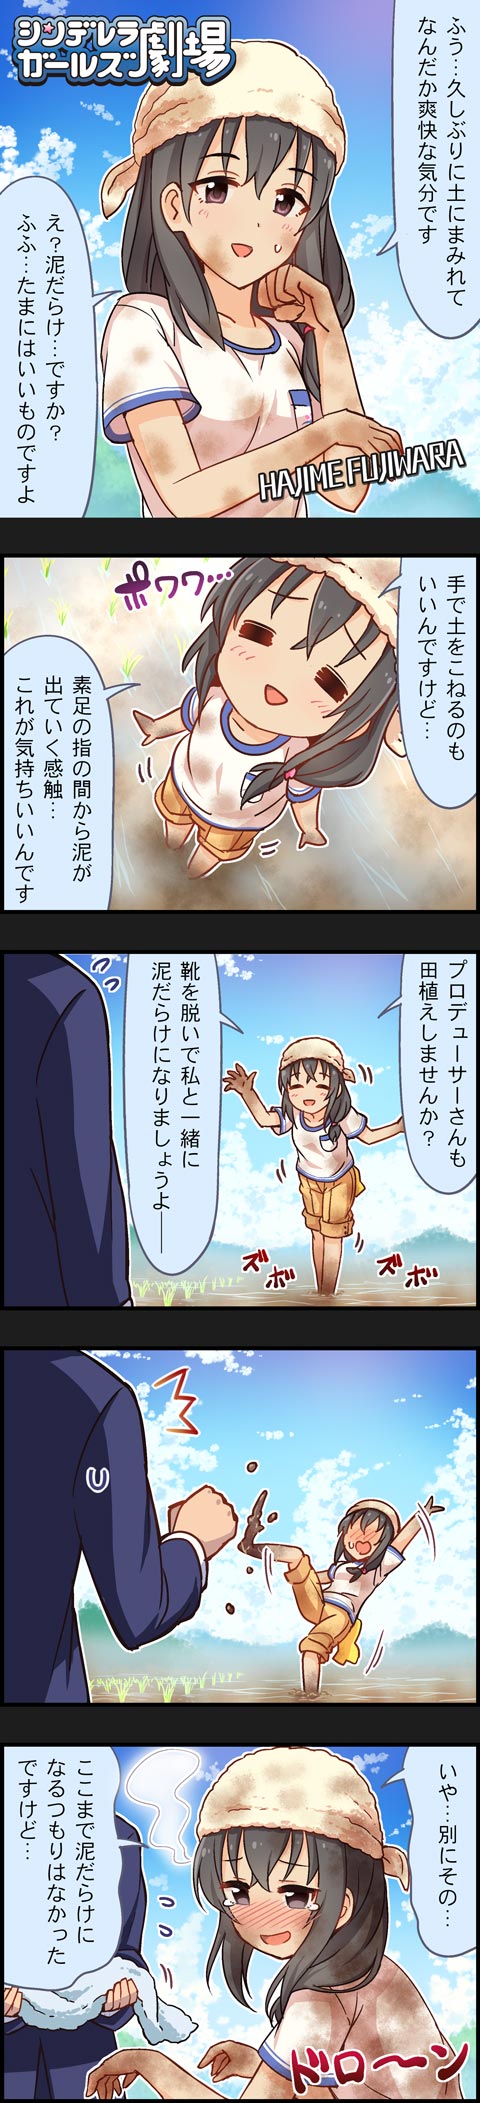 シンデレラ
ガールズ劇場
ふう…久しぶりに土にまみれて
なんだか爽快な気分です
え？泥だらけ…ですか？
ふふ…たまにはいいものですよ
HAJIME FUJIWARA
手で土をこねるのも
いいんですけど…
ポワワ…
素足の指の間から泥が
出ていく感触…
これが気持ちいいんです
プロデューサーさんも
田植えしませんか？
靴を脱いで私と一緒に
泥だらけになりましょうよ──
ズボ
ズボ
いや…別にその…
ここまで泥だらけに
なるつもりはなかった
ですけど…
ドロ〜ン